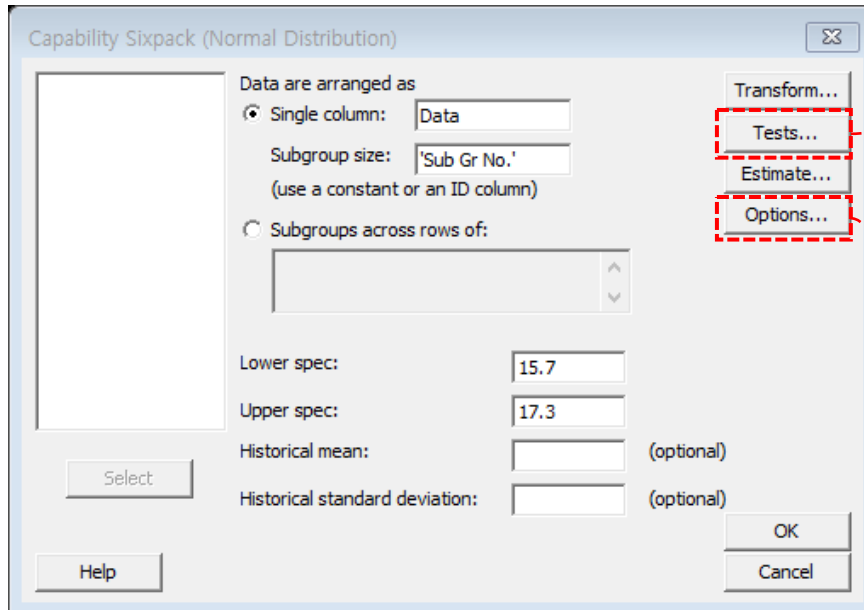 Capability Sixpack (Normal Distribution)
Data are arranged as
Single column: Data
Subgroup size: 'Sub Gr No.'
(use a constant or an ID column)
Subgroups across rows of:
Transform...
Tests...
Estimate...
Options...
Lower spec: 15.7
Upper spec: 17.3
Historical mean: (optional)
Historical standard deviation: (optional)
Select
Help
OK
Cancel